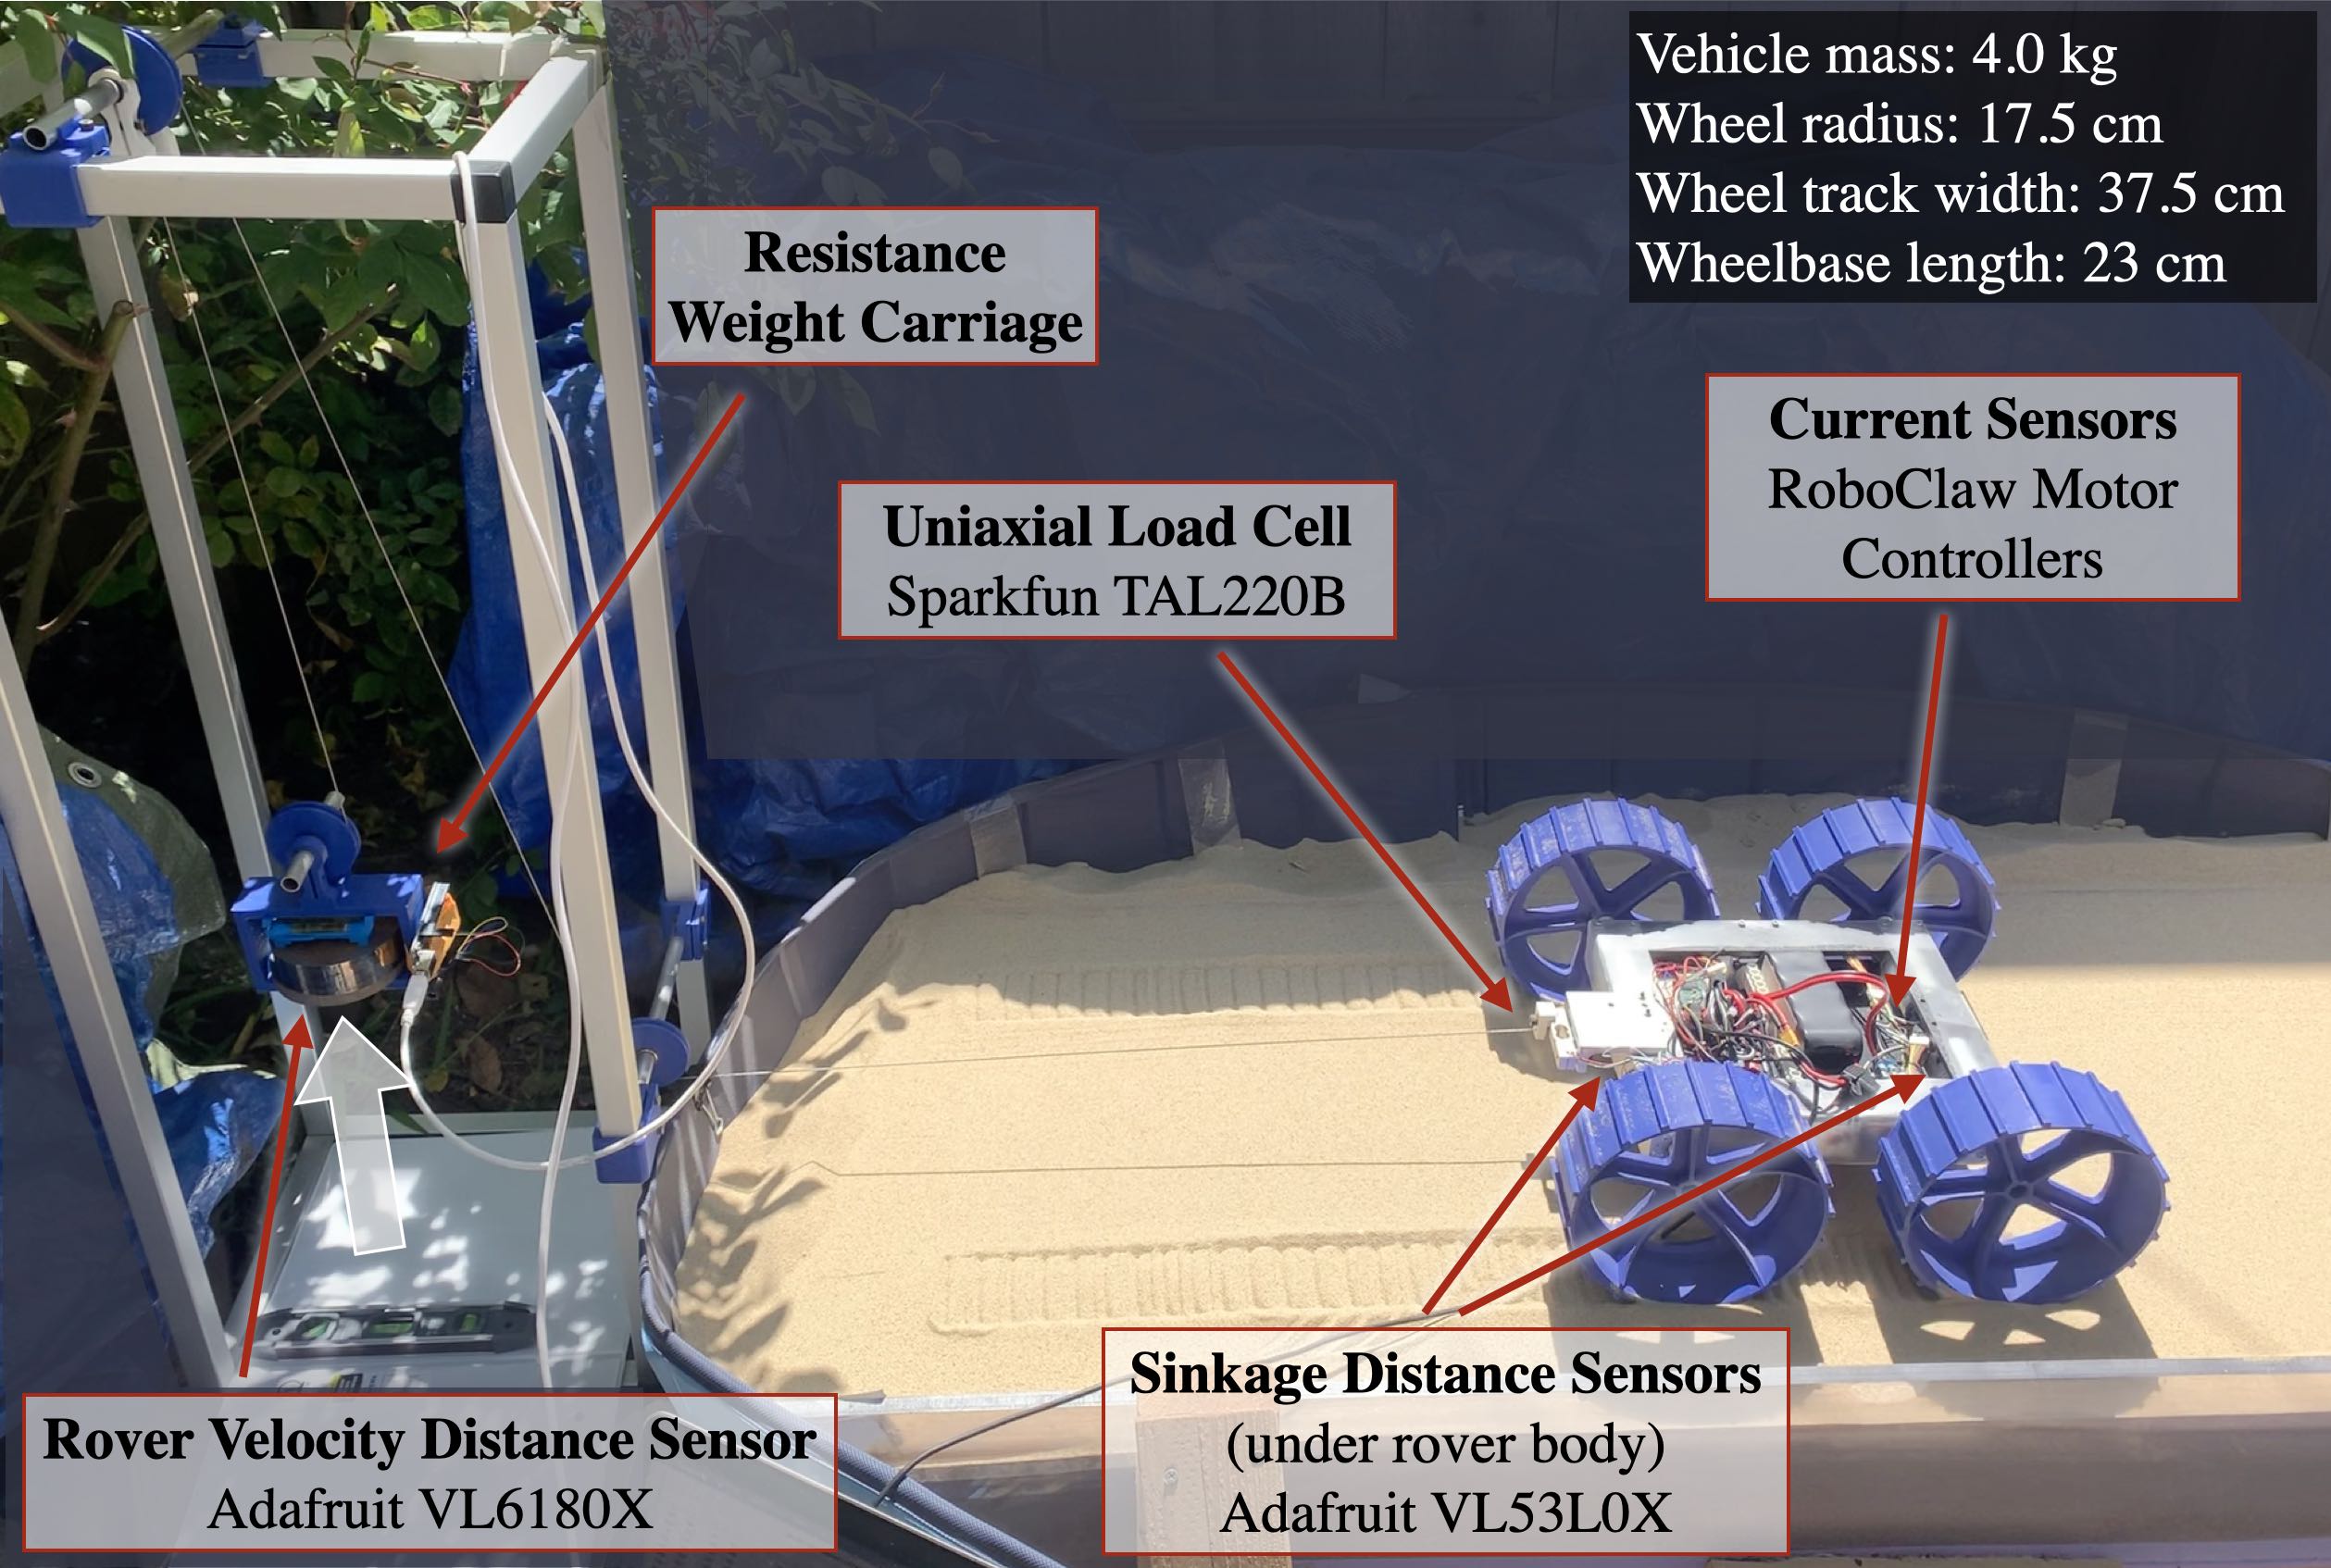 Vehicle mass: 4.0 kg
Wheel radius: 17.5 cm
Wheel track width: 37.5 cm
Wheelbase length: 23 cm
Resistance
Weight Carriage
Current Sensors
RoboClaw Motor
Controllers
Uniaxial Load Cell
Sparkfun TAL220B
Sinkage Distance Sensors
(under rover body)
Adafruit VL53L0X
Rover Velocity Distance Sensor
Adafruit VL6180X